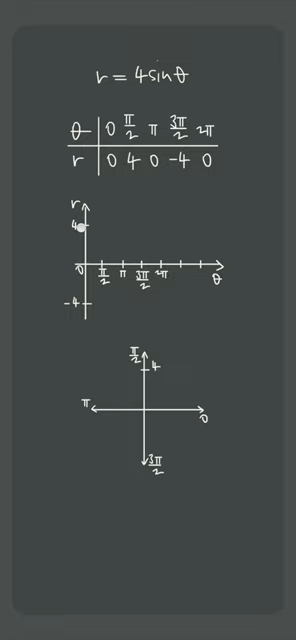 r = 4sinθ
θ 0 π/2 π 3π/2 2π
r 0 4 0 -4 0
r
4
0 π/2 π 3π/2 2π θ
-4
π/2
4
π 0
3π/2